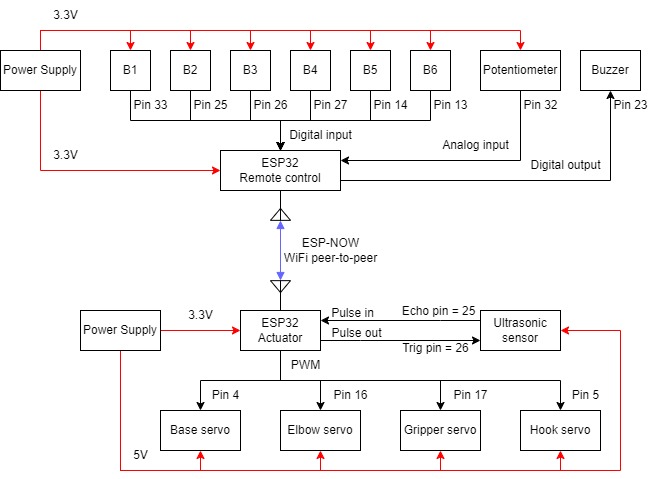 3.3V
Power Supply
B1
B2
B3
B4
B5
B6
Potentiometer
Buzzer
Pin 33
Pin 25
Pin 26
Pin 27
Pin 14
Pin 13
Pin 32
Pin 23
Digital input
Analog input
3.3V
Digital output
ESP32
Remote control
ESP-NOW
WiFi peer-to-peer
3.3V
Power Supply
ESP32
Actuator
Pulse in
Echo pin = 25
Pulse out
Trig pin = 26
Ultrasonic
sensor
PWM
Pin 4
Pin 16
Pin 17
Pin 5
Base servo
Elbow servo
Gripper servo
Hook servo
5V